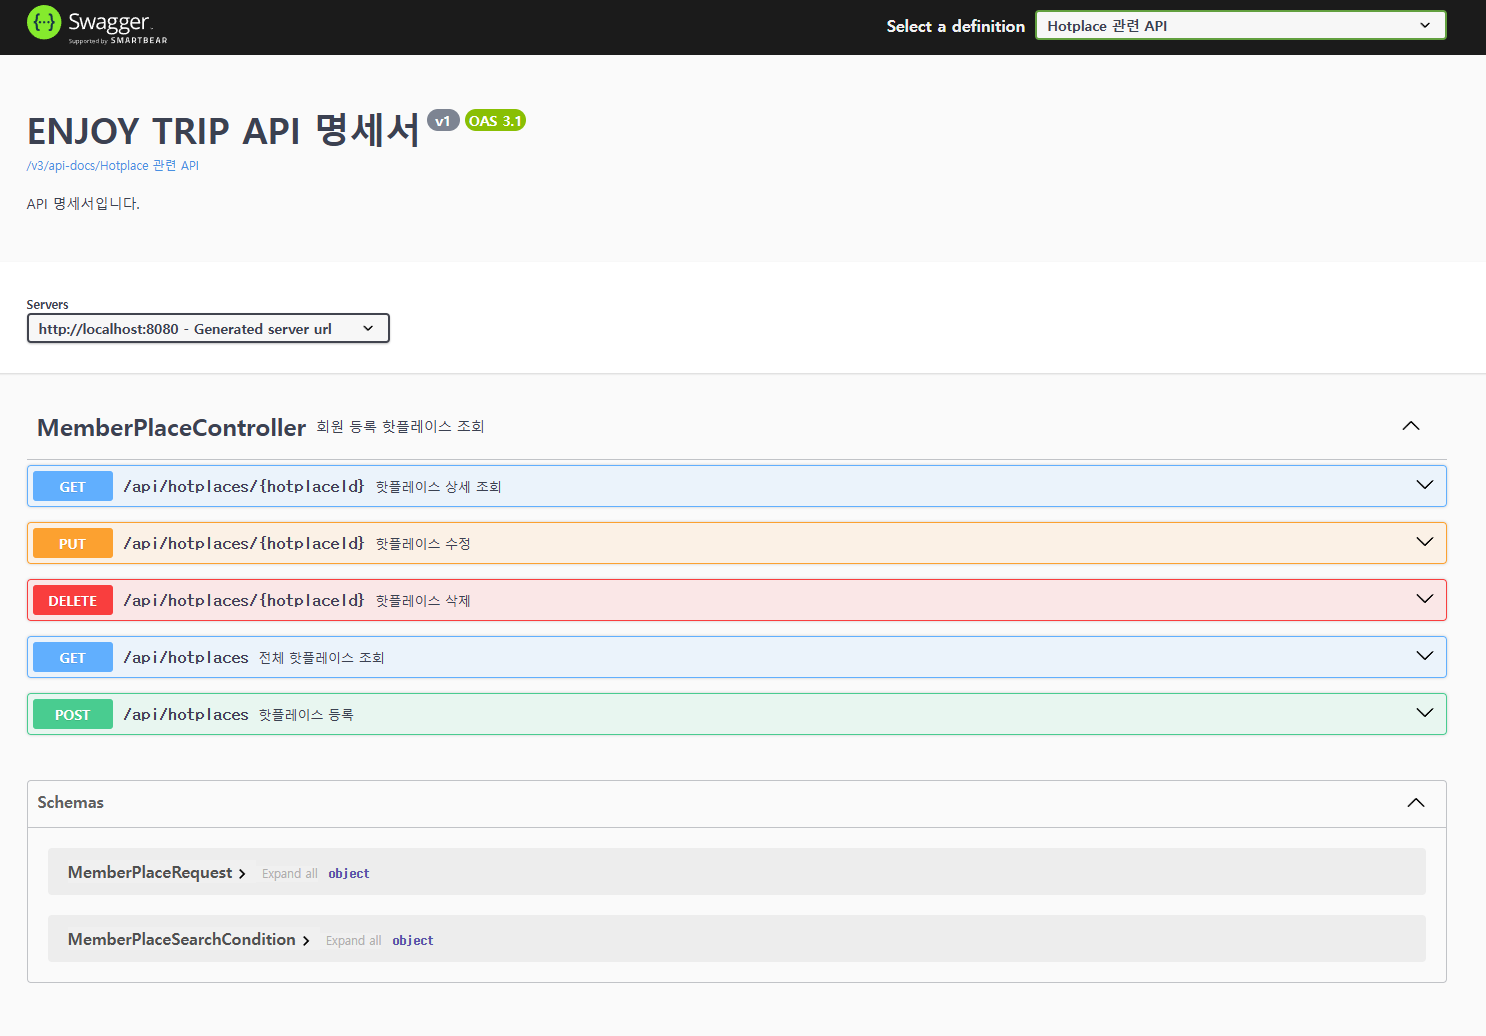 Swagger.
Supported by SMARTBEAR
Select a definition
Hotplace 관련 API
ENJOY TRIP API 명세서 v1 OAS 3.1
/v3/api-docs/Hotplace 관련 API
API 명세서입니다.
Servers
http://localhost:8080 - Generated server url
MemberPlaceController 회원 등록 핫플레이스 조회
GET /api/hotplaces/{hotplaceId} 핫플레이스 상세 조회
PUT /api/hotplaces/{hotplaceId} 핫플레이스 수정
DELETE /api/hotplaces/{hotplaceId} 핫플레이스 삭제
GET /api/hotplaces 전체 핫플레이스 조회
POST /api/hotplaces 핫플레이스 등록
Schemas
MemberPlaceRequest Expand all object
MemberPlaceSearchCondition Expand all object